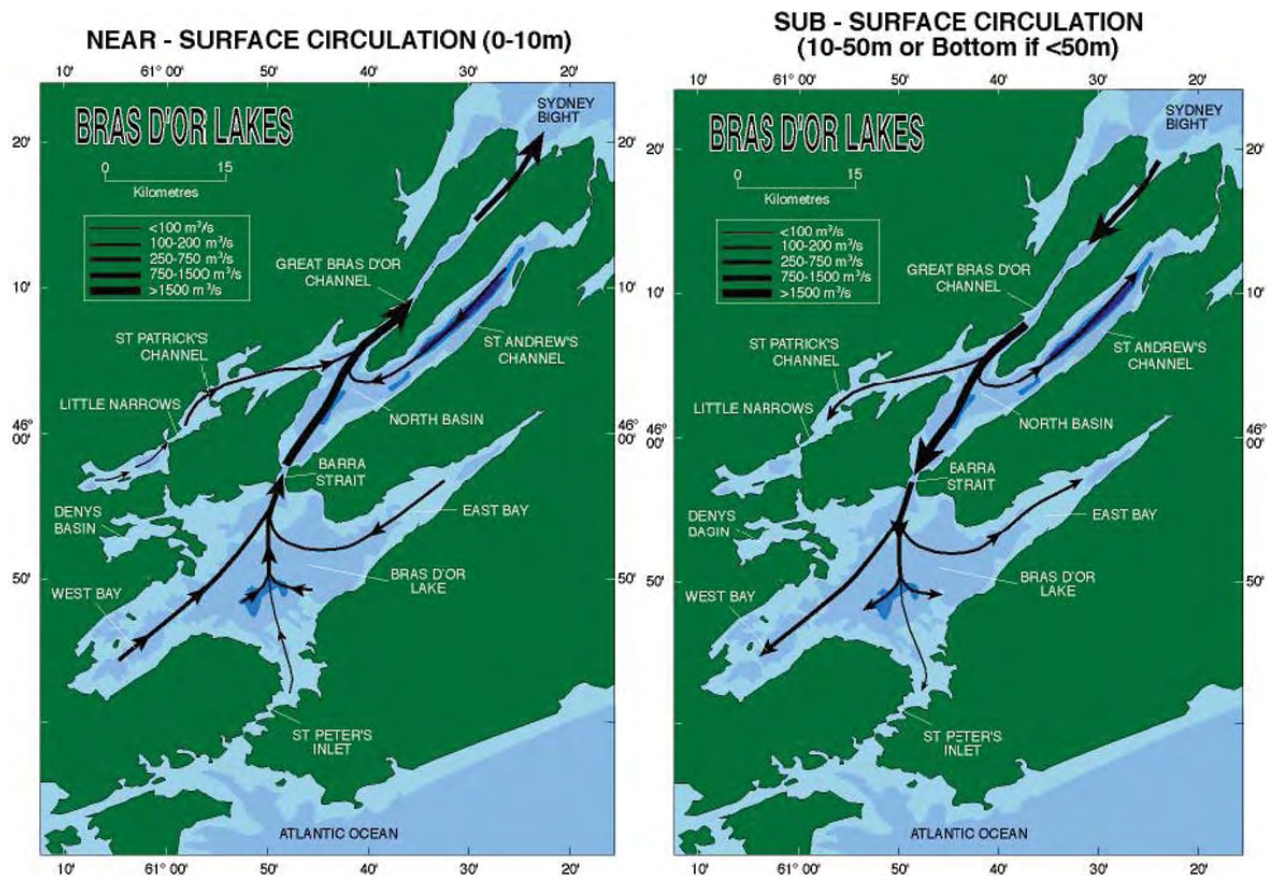 NEAR - SURFACE CIRCULATION (0-10m)
10' 61° 00' 50' 40' 30' 20'
BRAS D'OR LAKES
0 15
Kilometres
<100 m³/s
100-200 m³/s
250-750 m³/s
750-1500 m³/s
>1500 m³/s
SYDNEY
BIGHT
20'
GREAT BRAS D'OR
CHANNEL
10'
ST PATRICK'S
CHANNEL
ST ANDREW'S
CHANNEL
LITTLE NARROWS
NORTH BASIN
46°
00'
BARRA
STRAIT
DENYS
BASIN
EAST BAY
50'
WEST BAY
BRAS D'OR
LAKE
ST PETER'S
INLET
ATLANTIC OCEAN
10' 61° 00' 50' 40' 30' 20'
SUB - SURFACE CIRCULATION
(10-50m or Bottom if <50m)
10' 61° 00' 50' 40' 30' 20'
BRAS D'OR LAKES
0 15
Kilometres
<100 m³/s
100-200 m³/s
250-750 m³/s
750-1500 m³/s
>1500 m³/s
SYDNEY
BIGHT
20'
20'
GREAT BRAS D'OR
CHANNEL
10'
10'
ST PATRICK'S
CHANNEL
ST ANDREW'S
CHANNEL
LITTLE NARROWS
NORTH BASIN
46°
00'
46°
00'
BARRA
STRAIT
DENYS
BASIN
EAST BAY
50'
50'
WEST BAY
BRAS D'OR
LAKE
ST PETER'S
INLET
ATLANTIC OCEAN
10' 61° 00' 50' 40' 30' 20'